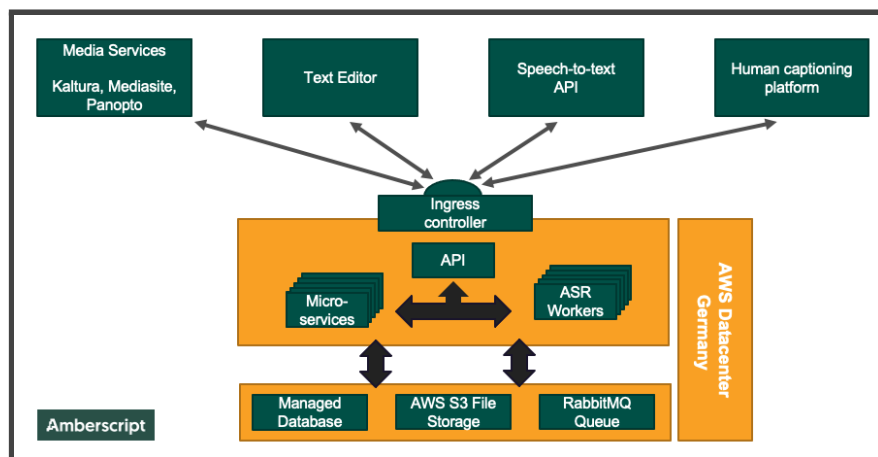 Media Services
Kaltura, Mediasite,
Panopto
Text Editor
Speech-to-text
API
Human captioning
platform
Ingress
controller
API
Micro-
services
ASR
Workers
AWS Datacenter
Germany
Managed
Database
AWS S3 File
Storage
RabbitMQ
Queue
Amberscript